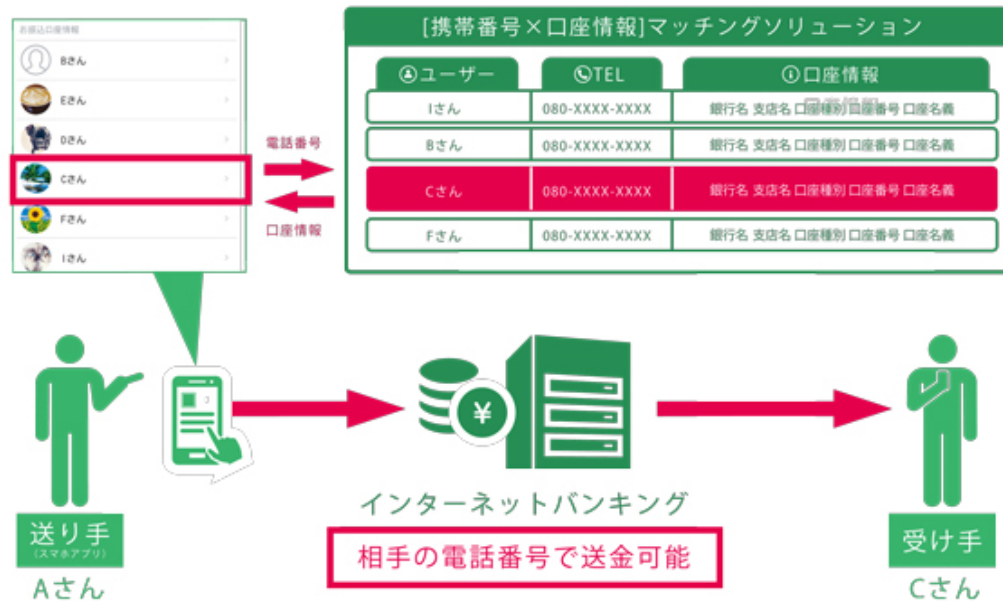 お振込口座情報
Bさん
Eさん
Dさん
Cさん
Fさん
Iさん
電話番号
口座情報
[携帯番号×口座情報]マッチングソリューション
ユーザー TEL 口座情報
Iさん 080-XXXX-XXXX 銀行名 支店名 口座種別 口座番号 口座名義
Bさん 080-XXXX-XXXX 銀行名 支店名 口座種別 口座番号 口座名義
Cさん 080-XXXX-XXXX 銀行名 支店名 口座種別 口座番号 口座名義
Fさん 080-XXXX-XXXX 銀行名 支店名 口座種別 口座番号 口座名義
¥
インターネットバンキング
相手の電話番号で送金可能
送り手
(スマホアプリ)
Aさん
受け手
Cさん